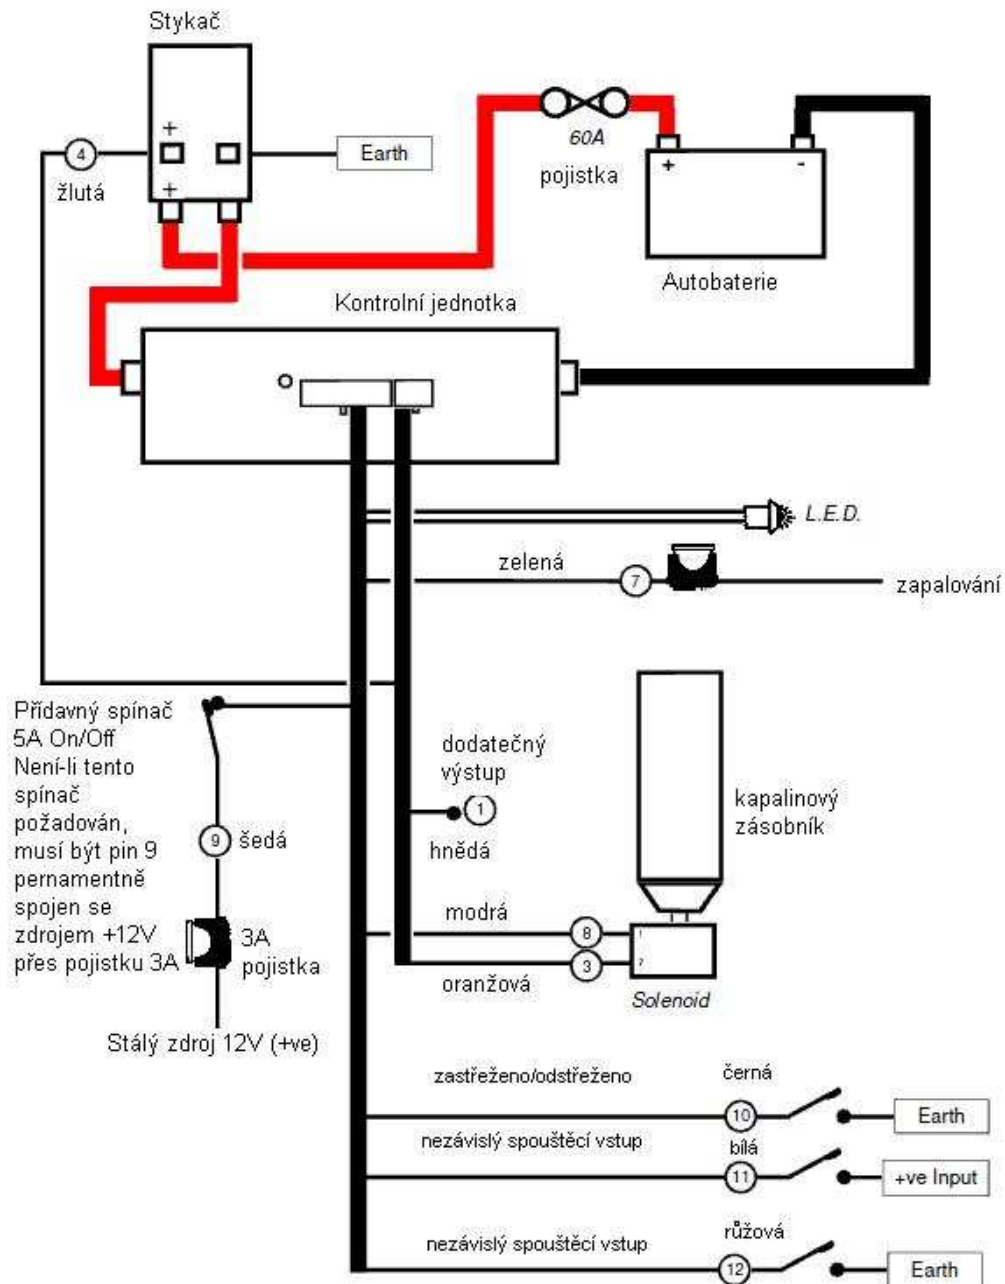 Stykač
+
+
4
žlutá
Earth
60A
pojistka
+ -
Autobaterie
Kontrolní jednotka
L.E.D.
zelená
7
zapalování
Přídavný spínač
5A On/Off
Není-li tento
spínač
požadován,
musí být pin 9
pernamentně
spojen se
zdrojem +12V
přes pojistku 3A
9
šedá
3A
pojistka
Stálý zdroj 12V (+ve)
dodatečný
výstup
1
hnědá
kapalinový
zásobník
modrá
8
1
3
2
oranžová
Solenoid
zastřeženo/odstřeženo
černá
10
Earth
nezávislý spouštěcí vstup
bílá
11
+ve Input
nezávislý spouštěcí vstup
růžová
12
Earth